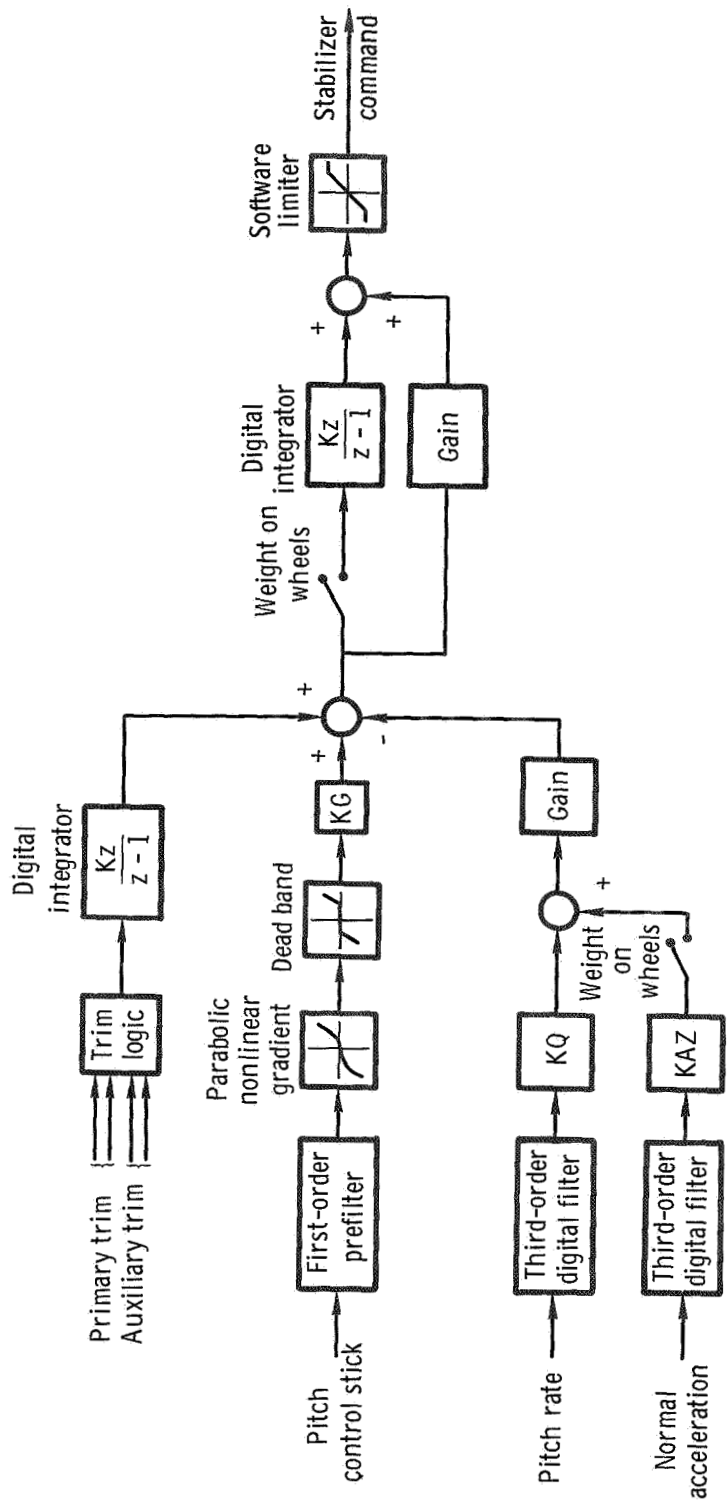 Primary trim {
Auxiliary trim {
Trim
logic
Digital
integrator
Kz
z - 1
Pitch
control stick
First-order
prefilter
Parabolic
nonlinear
gradient
Dead band
KG
+
+
-
Weight on
wheels
Digital
integrator
Kz
z - 1
Gain
+
+
Software
limiter
Stabilizer
command
Pitch rate
Third-order
digital filter
KQ
Gain
+
Weight
on
wheels
Normal
acceleration
Third-order
digital filter
KAZ